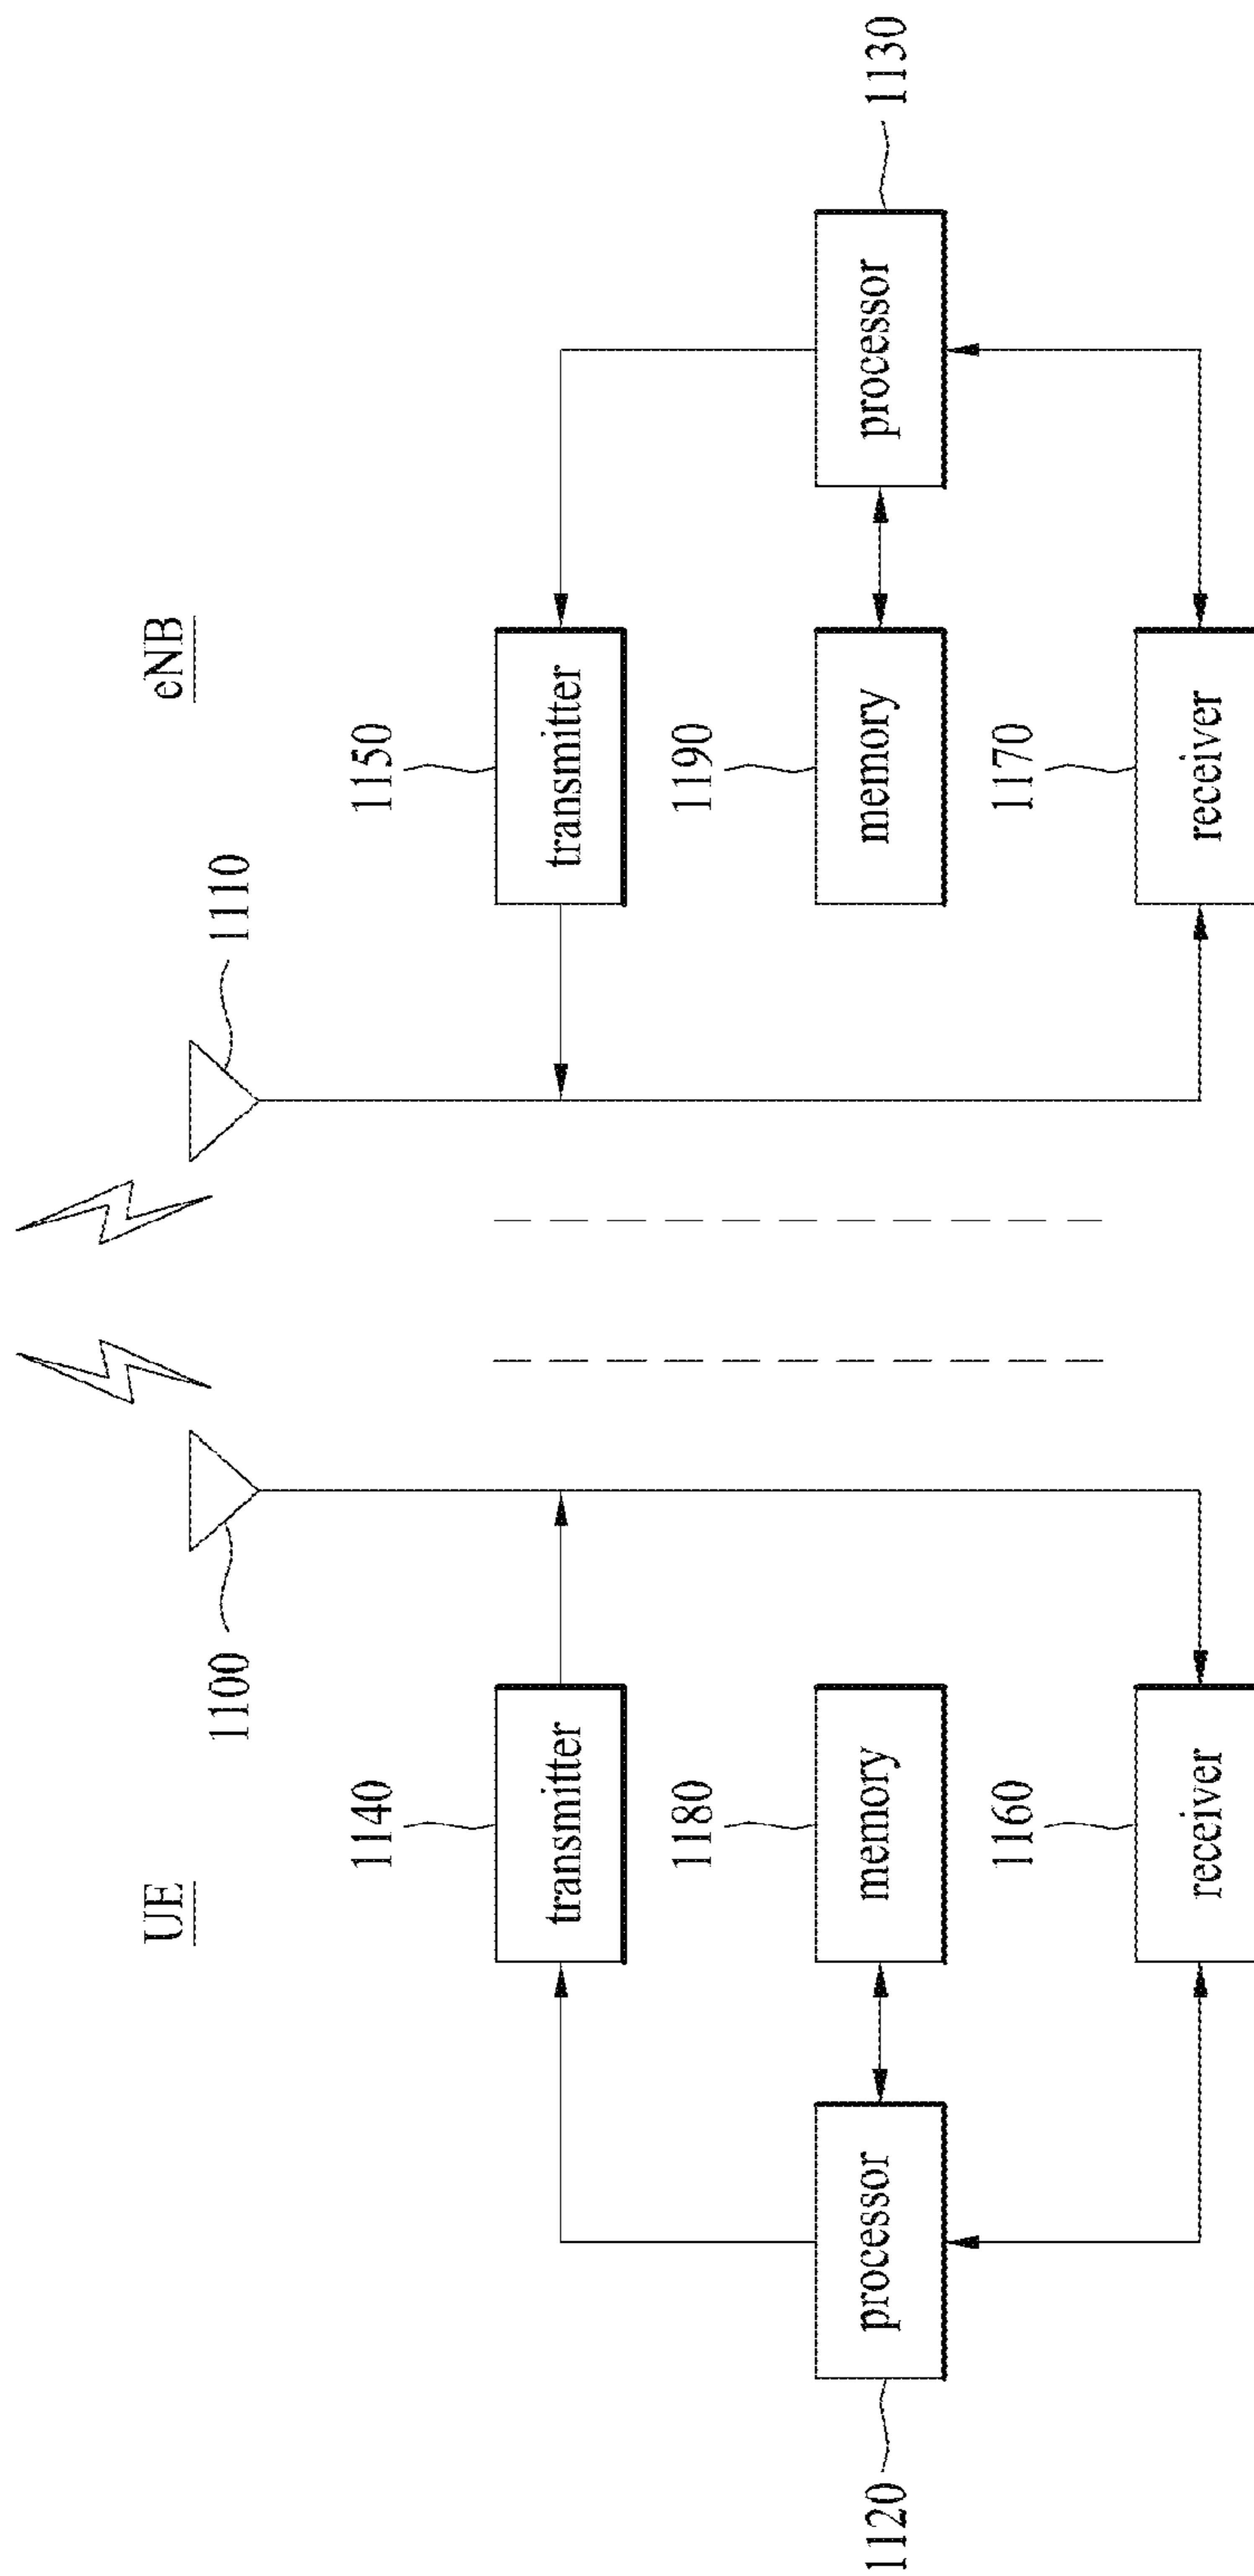 UE
eNB
1100
1110
1140
transmitter
1150
transmitter
1120
processor
1180
memory
1190
memory
processor
1130
1160
receiver
1170
receiver